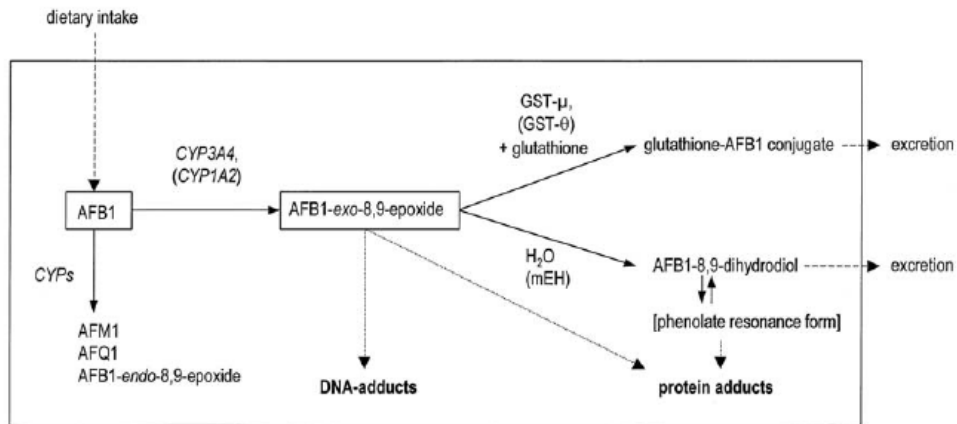 dietary intake
GST-μ,
(GST-θ)
+ glutathione
glutathione-AFB1 conjugate
excretion
CYP3A4,
(CYP1A2)
AFB1
AFB1-exo-8,9-epoxide
H₂O
(mEH)
AFB1-8,9-dihydrodiol
excretion
CYPs
[phenolate resonance form]
AFM1
AFQ1
AFB1-endo-8,9-epoxide
DNA-adducts
protein adducts